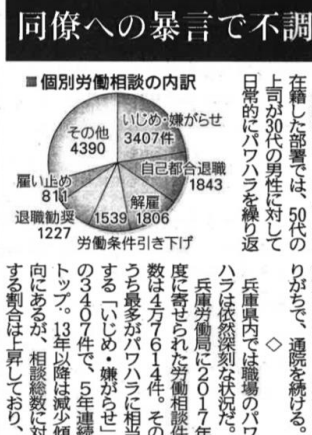 同僚への暴言で不調
在籍した部署では、50代の
上司が30代の男性に対して
日常的にパワハラを繰り返
■個別労働相談の内訳
いじめ・嫌がらせ
3407件
自己都合退職
1843
解雇
1806
1539
労働条件引き下げ
退職勧奨
1227
雇い止め
811
その他
4390
りがちで、通院を続ける。
◇
兵庫県内では職場のパワ
ハラは依然深刻な状況だ。
兵庫労働局に2017年
度に寄せられた労働相談件
数は4万7614件。その
うち最多がパワハラに相当
する「いじめ・嫌がらせ」
の3407件で、5年連続
トップ。13年以降は減少傾
向にあるが、相談総数に対
する割合は上昇しており、